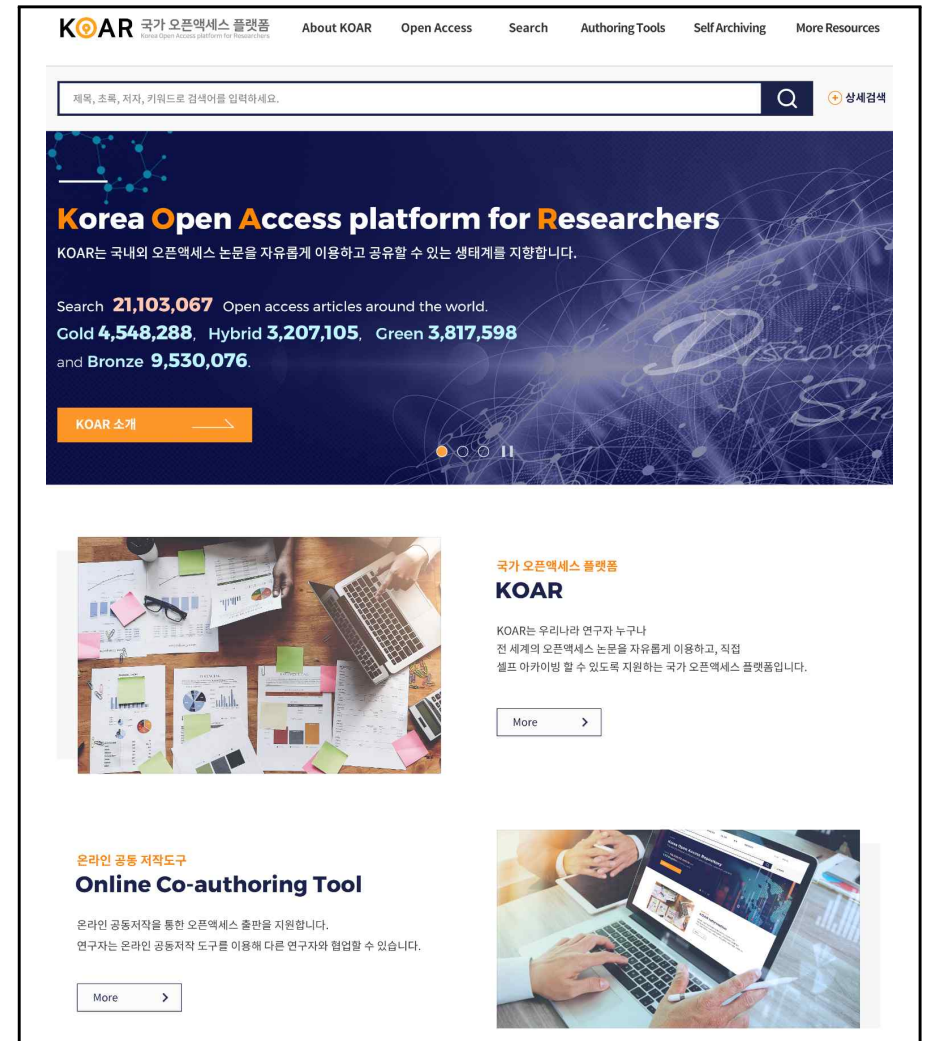 KOAR 국가 오픈액세스 플랫폼
Korea Open Access platform for Researchers
About KOAR Open Access Search Authoring Tools Self Archiving More Resources
제목, 초록, 저자, 키워드로 검색어를 입력하세요.
상세검색
Korea Open Access platform for Researchers
KOAR는 국내외 오픈액세스 논문을 자유롭게 이용하고 공유할 수 있는 생태계를 지향합니다.
Search 21,103,067 Open access articles around the world.
Gold 4,548,288, Hybrid 3,207,105, Green 3,817,598
and Bronze 9,530,076.
Discover
Sha
KOAR 소개
국가 오픈액세스 플랫폼
KOAR
KOAR는 우리나라 연구자 누구나
전 세계의 오픈액세스 논문을 자유롭게 이용하고, 직접
셀프 아카이빙 할 수 있도록 지원하는 국가 오픈액세스 플랫폼입니다.
More
온라인 공동 저작도구
Online Co-authoring Tool
온라인 공동저작을 통한 오픈액세스 출판을 지원합니다.
연구자는 온라인 공동저작 도구를 이용해 다른 연구자와 협업할 수 있습니다.
More
Korea Open Access Repository